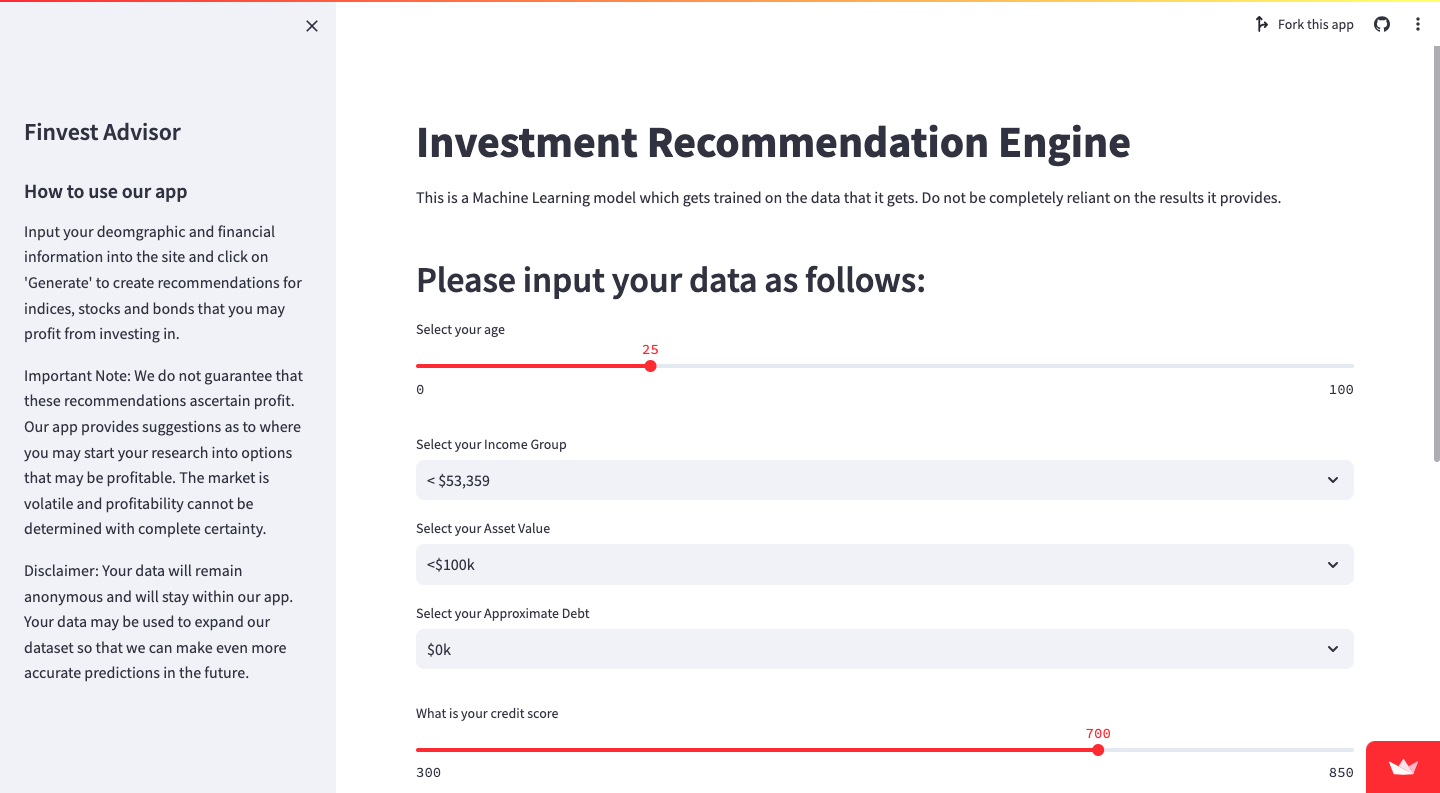 Fork this app
Finvest Advisor
How to use our app
Input your deomgraphic and financial
information into the site and click on
'Generate' to create recommendations for
indices, stocks and bonds that you may
profit from investing in.
Important Note: We do not guarantee that
these recommendations ascertain profit.
Our app provides suggestions as to where
you may start your research into options
that may be profitable. The market is
volatile and profitability cannot be
determined with complete certainty.
Disclaimer: Your data will remain
anonymous and will stay within our app.
Your data may be used to expand our
dataset so that we can make even more
accurate predictions in the future.
Investment Recommendation Engine
This is a Machine Learning model which gets trained on the data that it gets. Do not be completely reliant on the results it provides.
Please input your data as follows:
Select your age
25
0 100
Select your Income Group
< $53,359
Select your Asset Value
<$100k
Select your Approximate Debt
$0k
What is your credit score
700
300 850